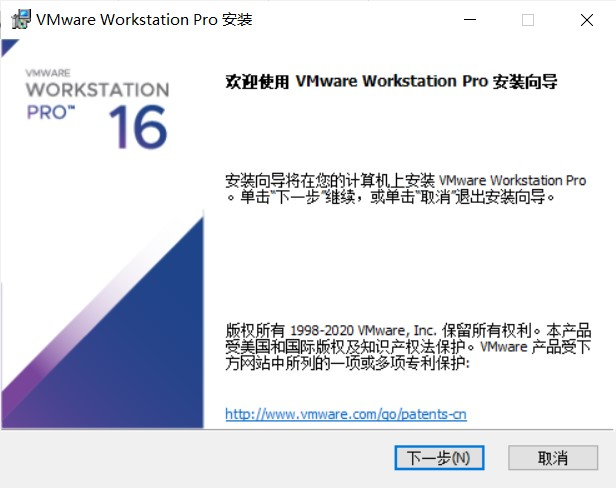 VMware Workstation Pro 安装
VMWARE
WORKSTATION
PRO™ 16
欢迎使用 VMware Workstation Pro 安装向导
安装向导将在您的计算机上安装 VMware Workstation Pro
。单击“下一步”继续，或单击“取消”退出安装向导。
版权所有 1998-2020 VMware, Inc. 保留所有权利。本产品
受美国和国际版权及知识产权法保护。VMware 产品受下
方网站中所列的一项或多项专利保护:
http://www.vmware.com/go/patents-cn
下一步(N)
取消